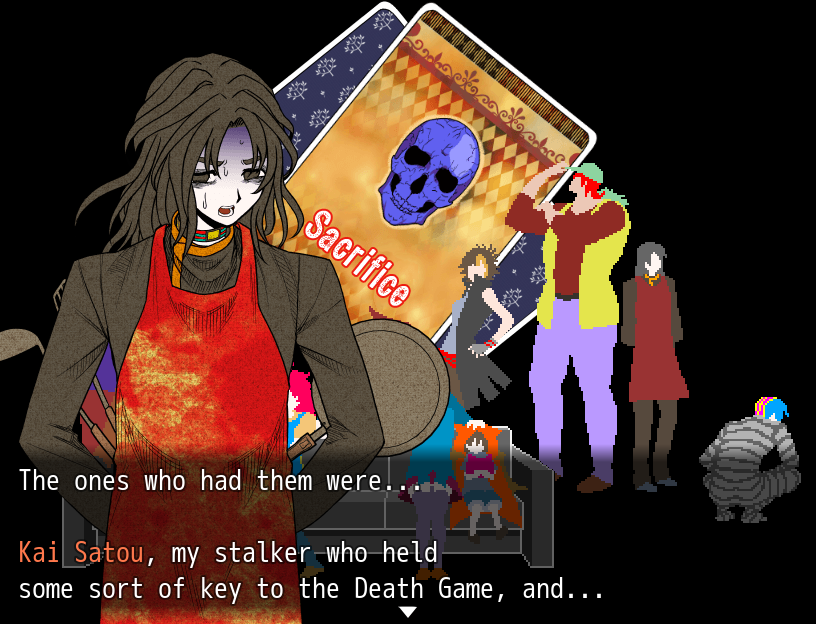 Sacrifice
The ones who had them were...
Kai Satou, my stalker who held
some sort of key to the Death Game, and...